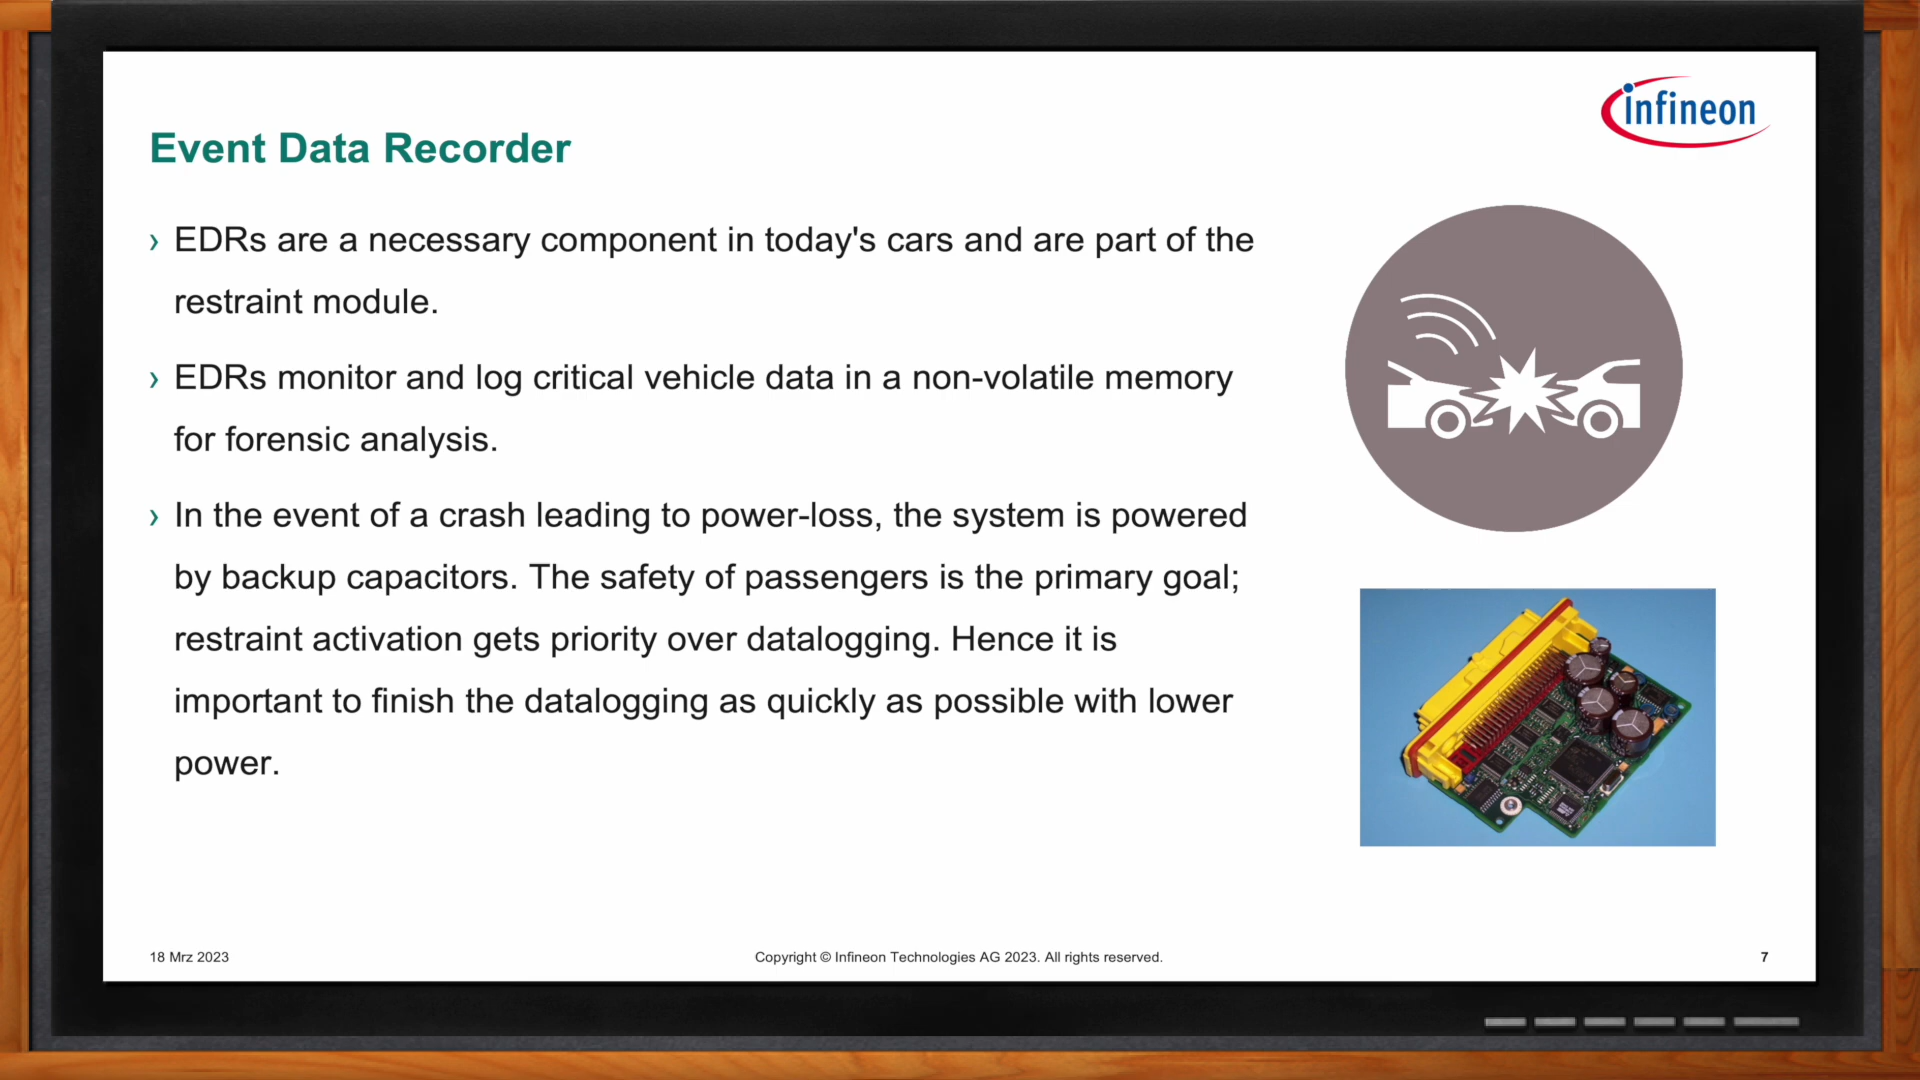 infineon
Event Data Recorder
› EDRs are a necessary component in today's cars and are part of the
restraint module.
› EDRs monitor and log critical vehicle data in a non-volatile memory
for forensic analysis.
› In the event of a crash leading to power-loss, the system is powered
by backup capacitors. The safety of passengers is the primary goal;
restraint activation gets priority over datalogging. Hence it is
important to finish the datalogging as quickly as possible with lower
power.
18 Mrz 2023
Copyright © Infineon Technologies AG 2023. All rights reserved.
7